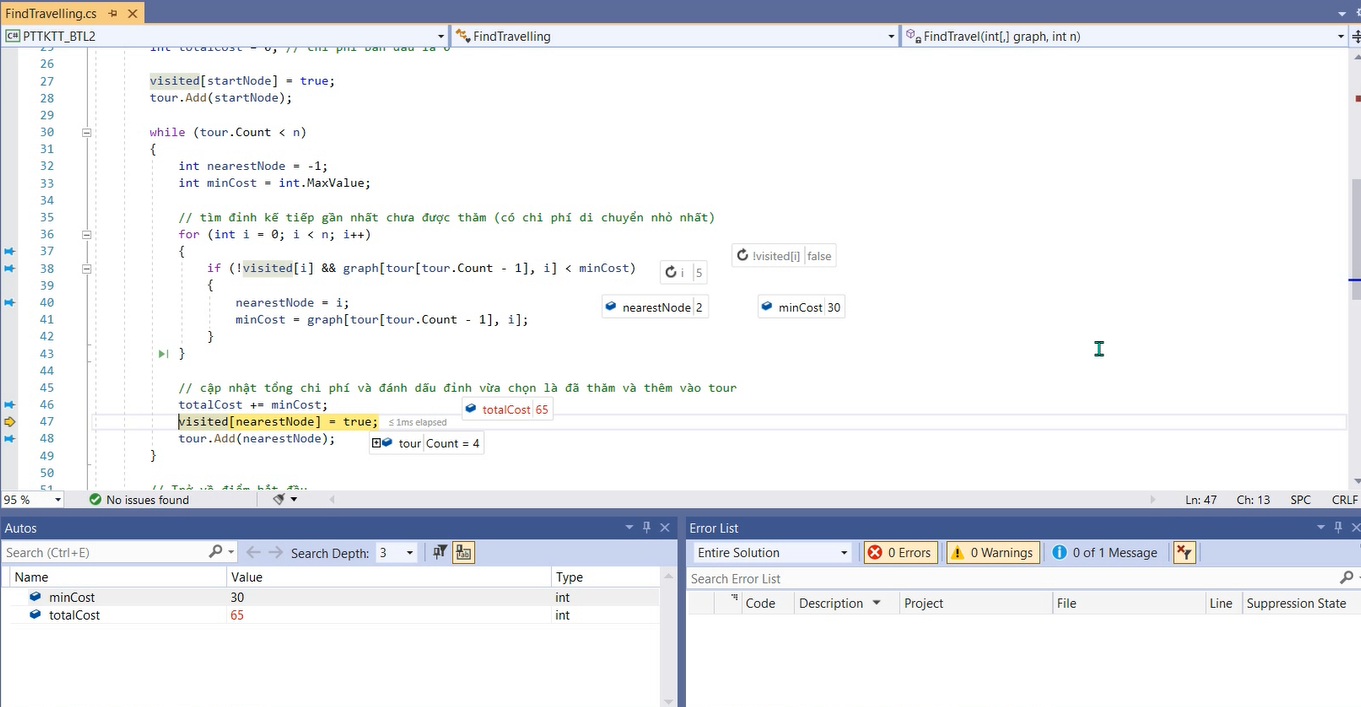 FindTravelling.cs
C# PTTKTT_BTL2
FindTravelling
FindTravel(int[,] graph, int n)
25 int totalCost = 0; // chi phí ban đầu là 0
26
27 visited[startNode] = true;
28 tour.Add(startNode);
29
30 while (tour.Count < n)
31 {
32 int nearestNode = -1;
33 int minCost = int.MaxValue;
34
35 // tìm đỉnh kế tiếp gần nhất chưa được thăm (có chi phí di chuyển nhỏ nhất)
36 for (int i = 0; i < n; i++)
37 { !visited[i] false
38 if (!visited[i] && graph[tour[tour.Count - 1], i] < minCost) i 5
39 {
40 nearestNode = i; nearestNode 2 minCost 30
41 minCost = graph[tour[tour.Count - 1], i];
42 }
43 }
44
45 // cập nhật tổng chi phí và đánh dấu đỉnh vừa chọn là đã thăm và thêm vào tour
46 totalCost += minCost; totalCost 65
47 visited[nearestNode] = true; ≤ 1ms elapsed
48 tour.Add(nearestNode); tour Count = 4
49 }
50
51 // Trở về điểm bắt đầu
95 % No issues found Ln: 47 Ch: 13 SPC CRLF
Autos
Search (Ctrl+E) Search Depth: 3
Name Value Type
minCost 30 int
totalCost 65 int
Error List
Entire Solution 0 Errors 0 Warnings 0 of 1 Message
Search Error List
Code Description Project File Line Suppression State